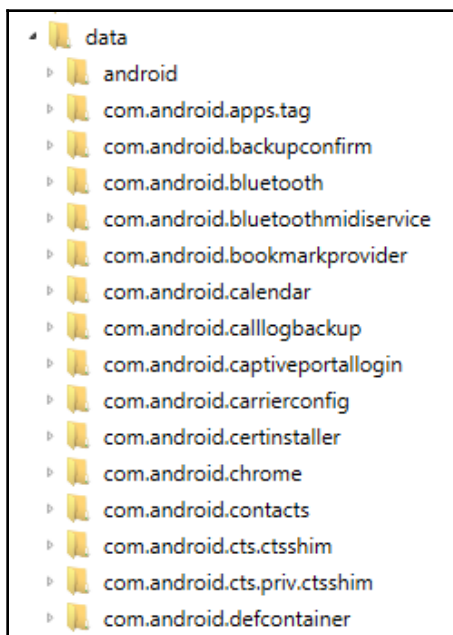 data
android
com.android.apps.tag
com.android.backupconfirm
com.android.bluetooth
com.android.bluetoothmidiservice
com.android.bookmarkprovider
com.android.calendar
com.android.calllogbackup
com.android.captiveportallogin
com.android.carrierconfig
com.android.certinstaller
com.android.chrome
com.android.contacts
com.android.cts.ctsshim
com.android.cts.priv.ctsshim
com.android.defcontainer